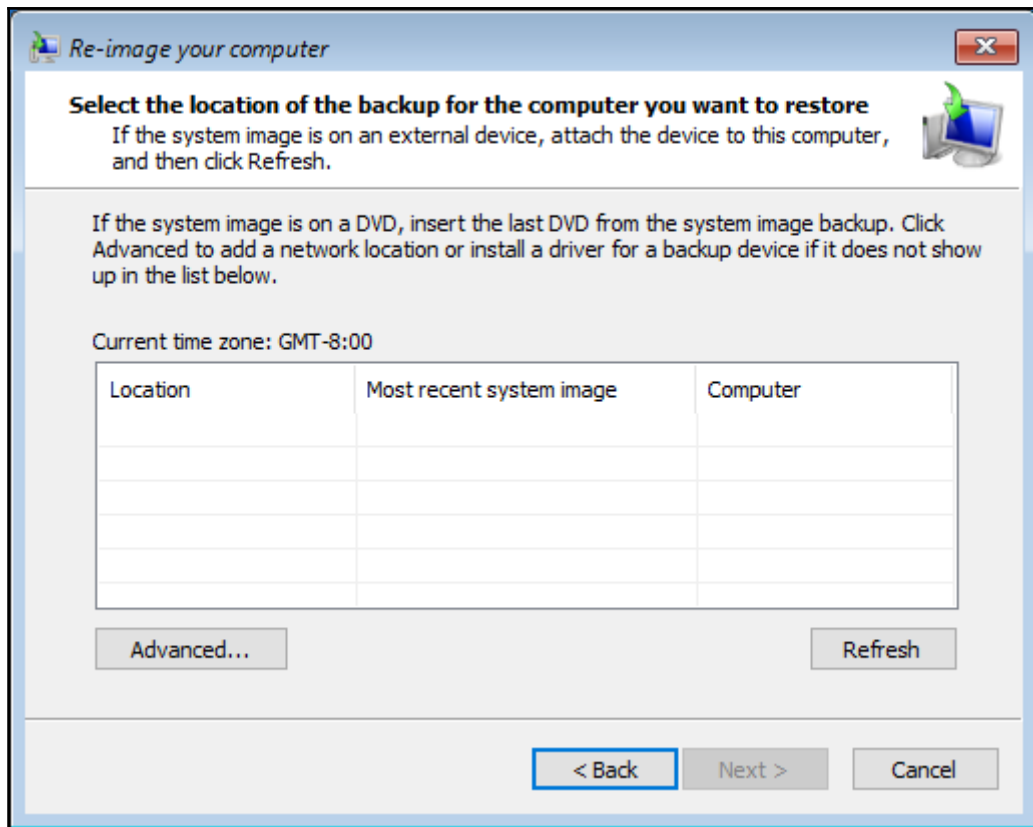 Re-image your computer
Select the location of the backup for the computer you want to restore
If the system image is on an external device, attach the device to this computer,
and then click Refresh.
If the system image is on a DVD, insert the last DVD from the system image backup. Click
Advanced to add a network location or install a driver for a backup device if it does not show
up in the list below.
Current time zone: GMT-8:00
Location Most recent system image Computer
Advanced... Refresh
< Back Next > Cancel